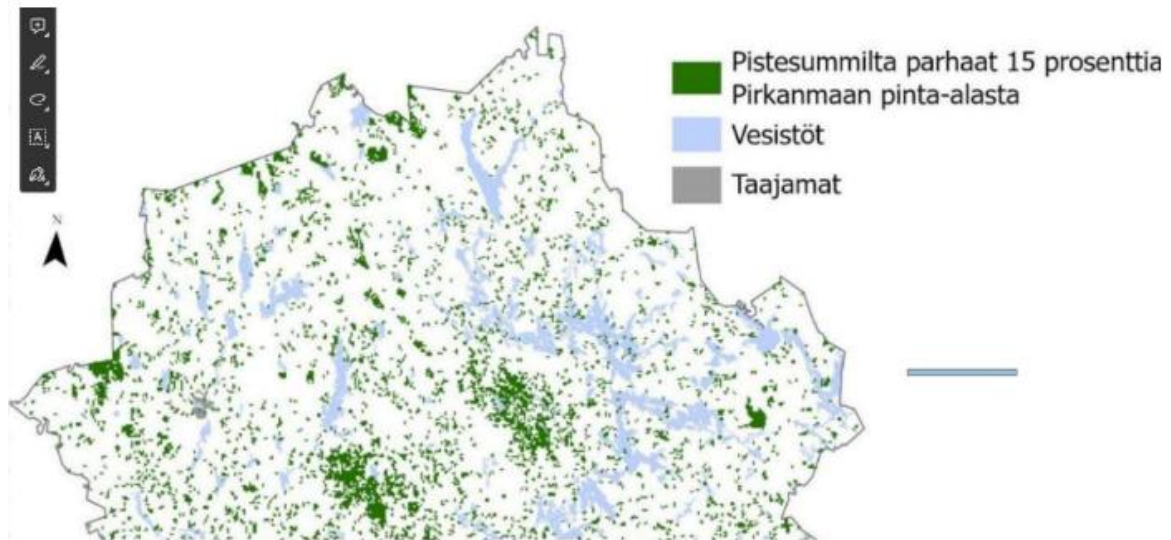 A
Pistesummilta parhaat 15 prosenttia
Pirkanmaan pinta-alasta
Vesistöt
Taajamat
N